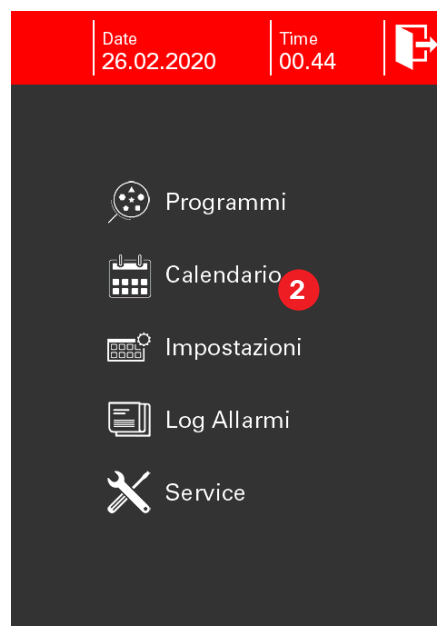 Date
26.02.2020
Time
00.44
Programmi
Calendario
2
Impostazioni
Log Allarmi
Service